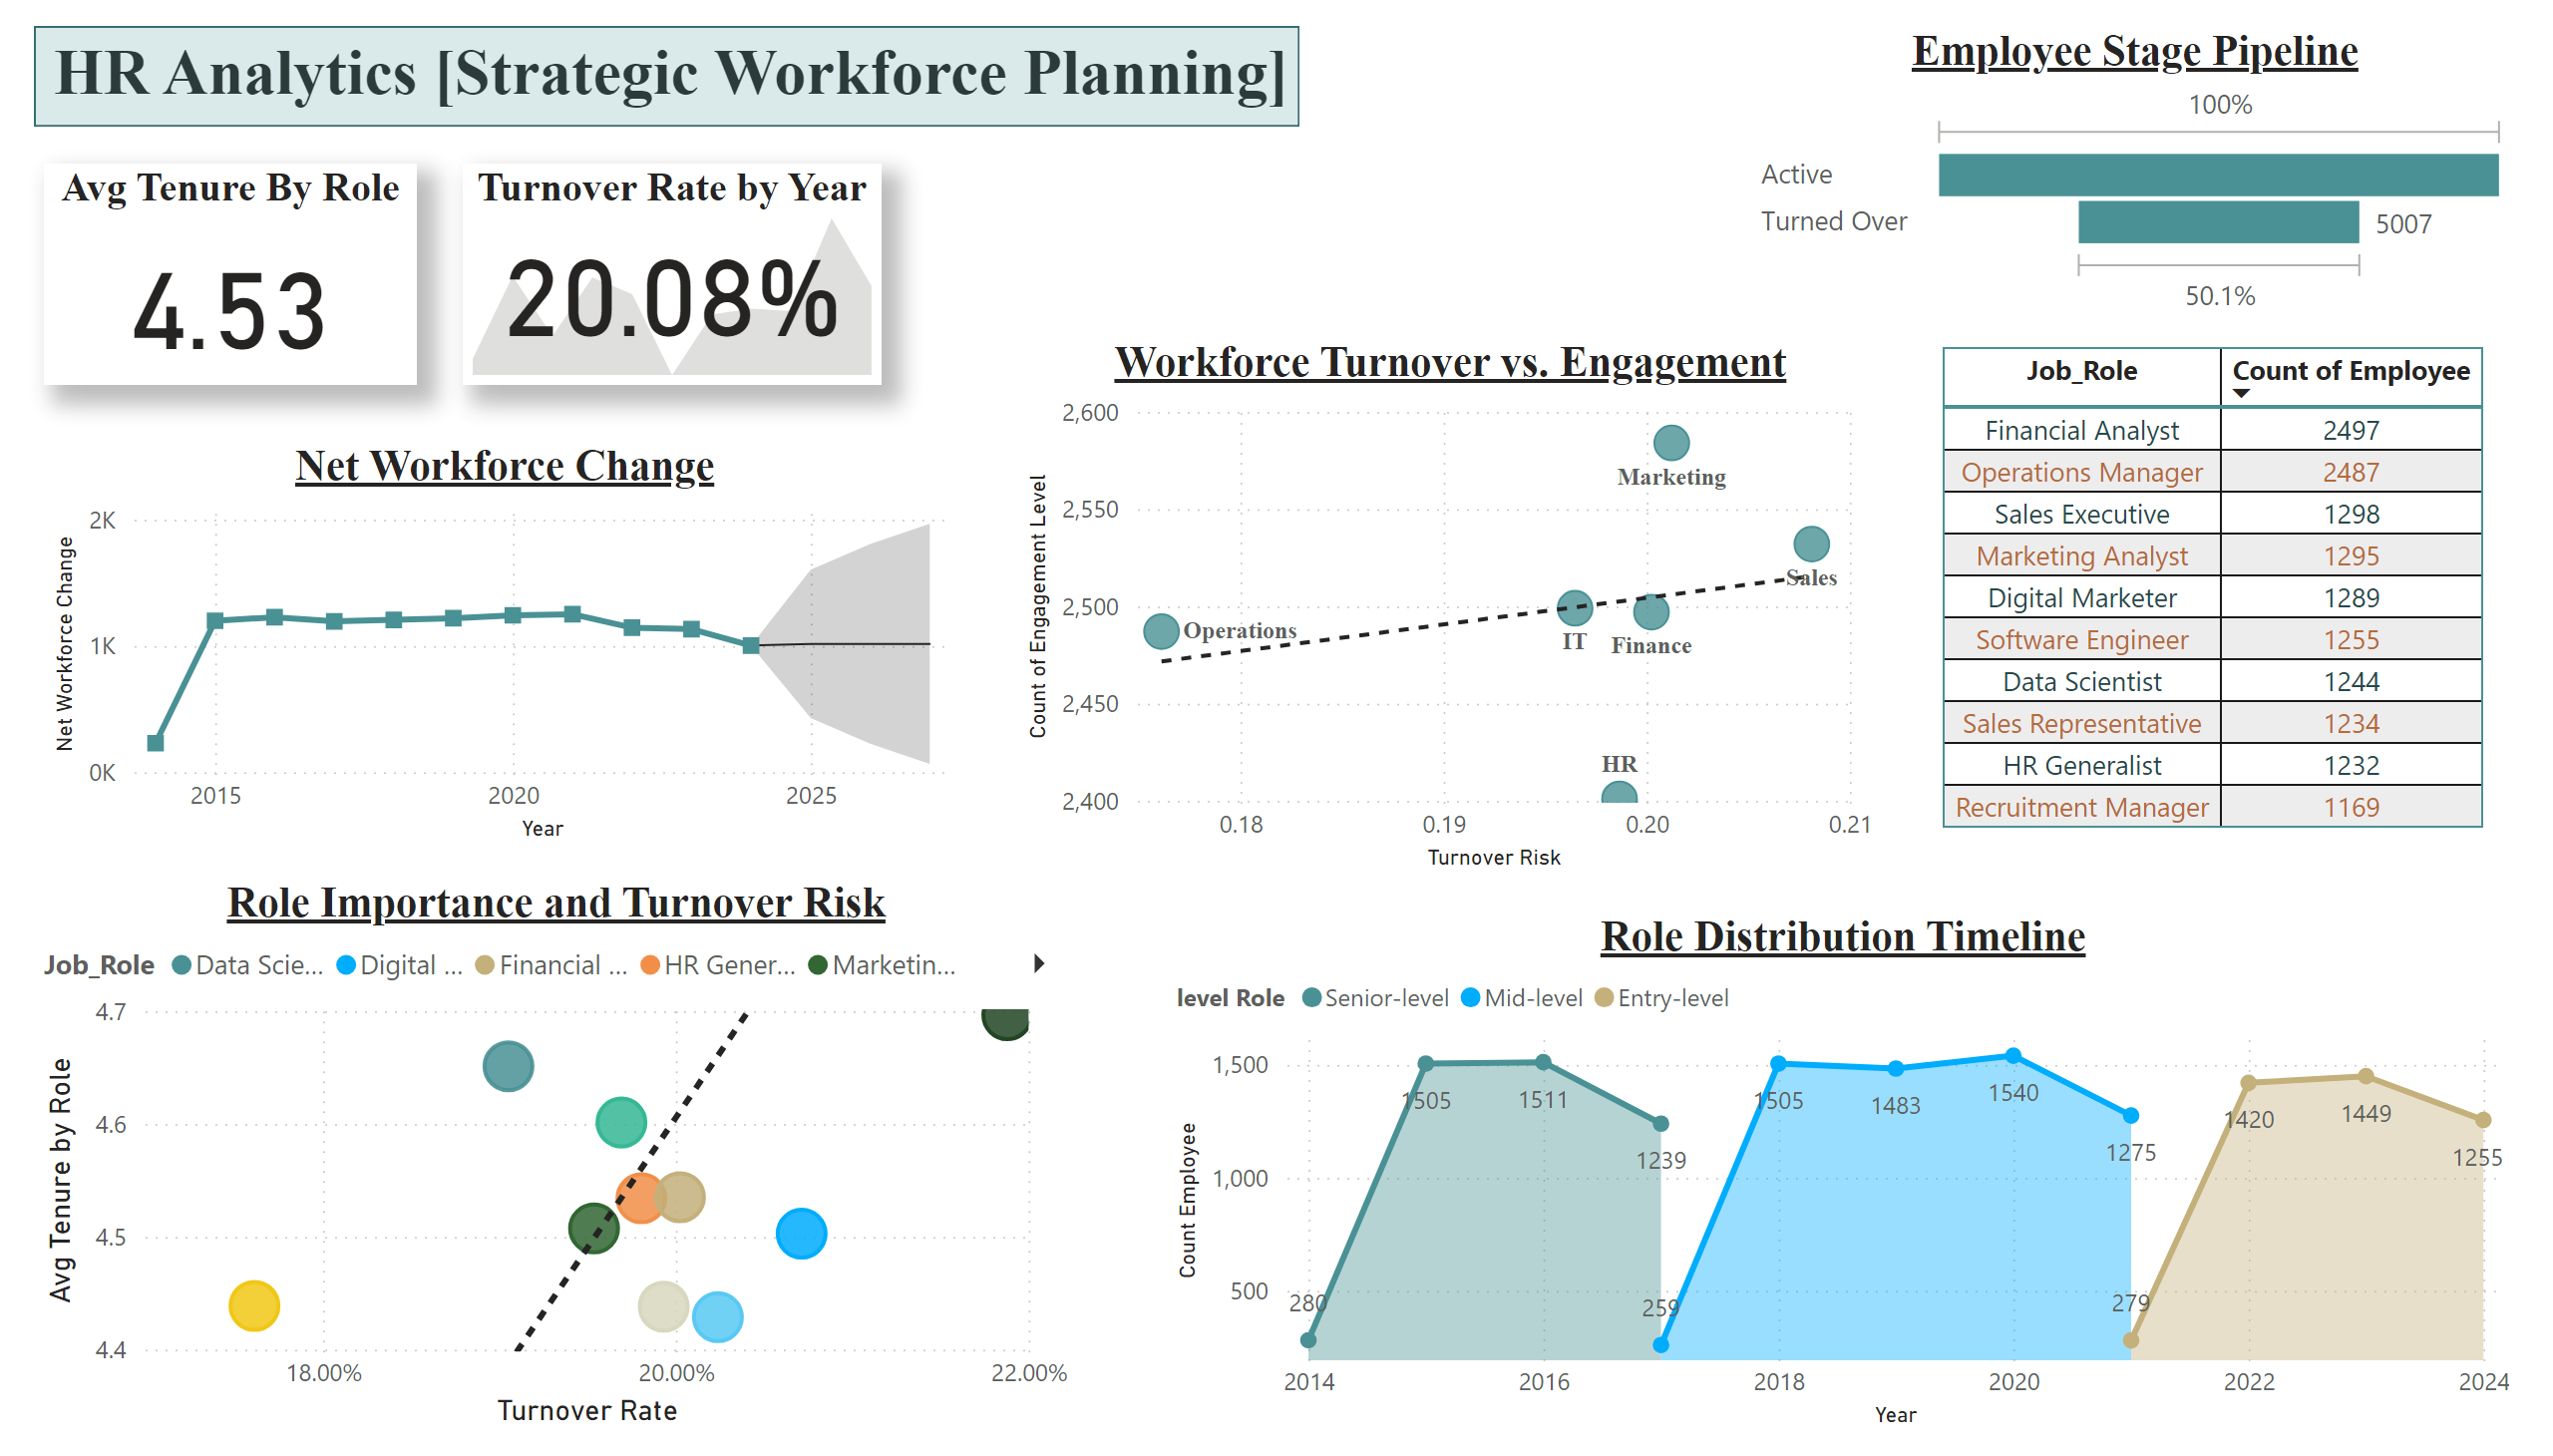 HR Analytics [Strategic Workforce Planning]
Avg Tenure By Role
4.53
Turnover Rate by Year
20.08%
Employee Stage Pipeline
100%
Active
Turned Over
5007
50.1%
Net Workforce Change
Net Workforce Change
2K
1K
0K
2015 2020 2025
Year
Workforce Turnover vs. Engagement
Count of Engagement Level
2,600
2,550
2,500
2,450
2,400
Marketing
Sales
Operations
IT
Finance
HR
0.18 0.19 0.20 0.21
Turnover Risk
Job_Role Count of Employee
Financial Analyst 2497
Operations Manager 2487
Sales Executive 1298
Marketing Analyst 1295
Digital Marketer 1289
Software Engineer 1255
Data Scientist 1244
Sales Representative 1234
HR Generalist 1232
Recruitment Manager 1169
Role Importance and Turnover Risk
Job_Role Data Scie... Digital ... Financial ... HR Gener... Marketin...
Avg Tenure by Role
4.7
4.6
4.5
4.4
18.00% 20.00% 22.00%
Turnover Rate
Role Distribution Timeline
level Role Senior-level Mid-level Entry-level
Count Employee
1,500
1,000
500
280 1505 1511 1239
259 1505 1483 1540 1275
279 1420 1449 1255
2014 2016 2018 2020 2022 2024
Year